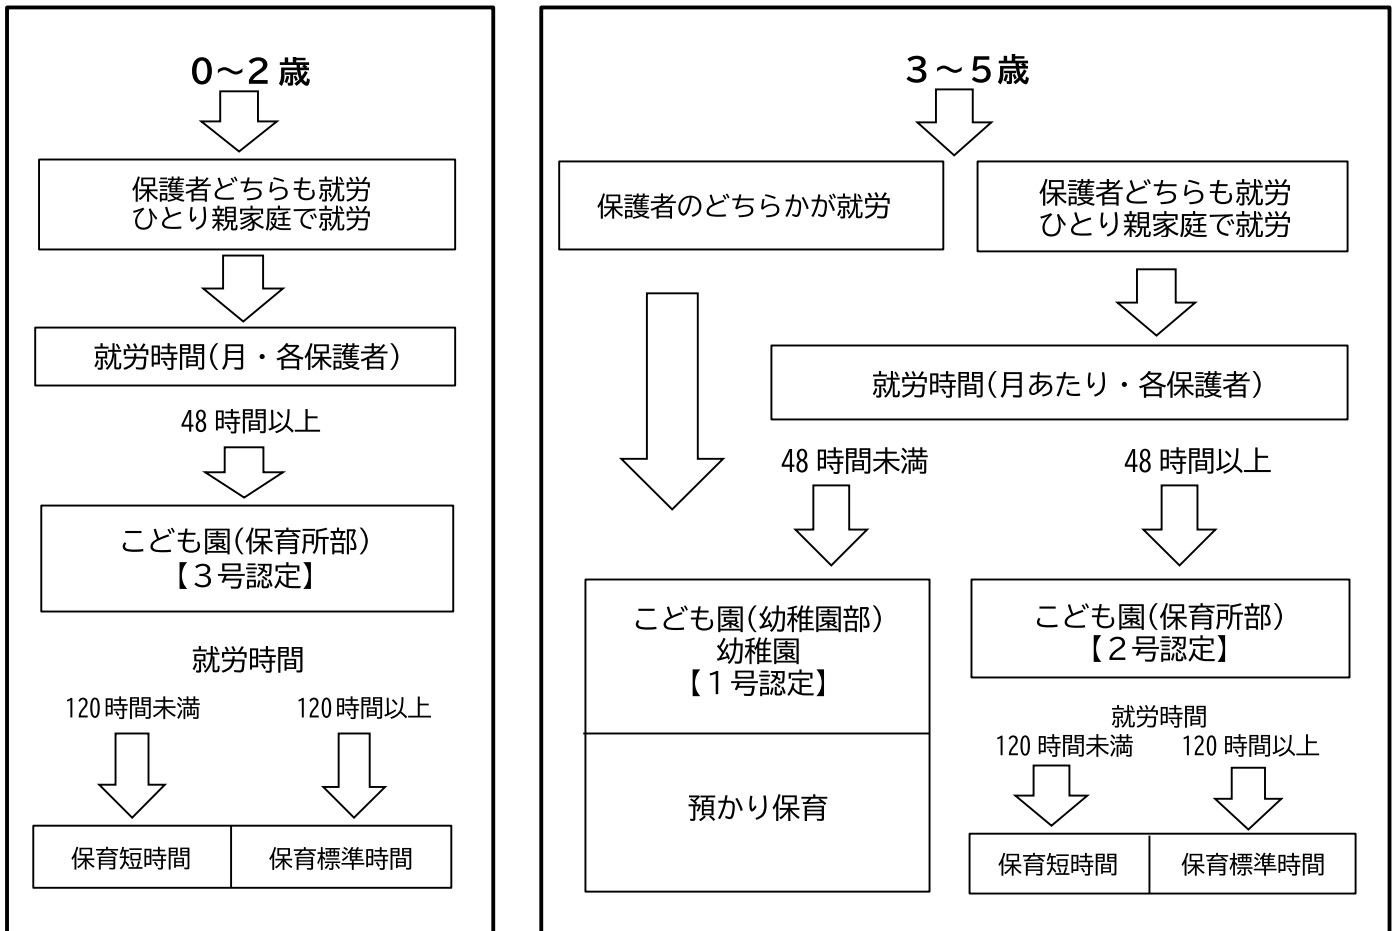 0～2歳
保護者どちらも就労
ひとり親家庭で就労
就労時間(月・各保護者)
48時間以上
こども園(保育所部)
【3号認定】
就労時間
120時間未満
120時間以上
保育短時間
保育標準時間
3～5歳
保護者のどちらかが就労
保護者どちらも就労
ひとり親家庭で就労
就労時間(月あたり・各保護者)
48時間未満
48時間以上
こども園(幼稚園部)
幼稚園
【1号認定】
預かり保育
こども園(保育所部)
【2号認定】
就労時間
120時間未満
120時間以上
保育短時間
保育標準時間